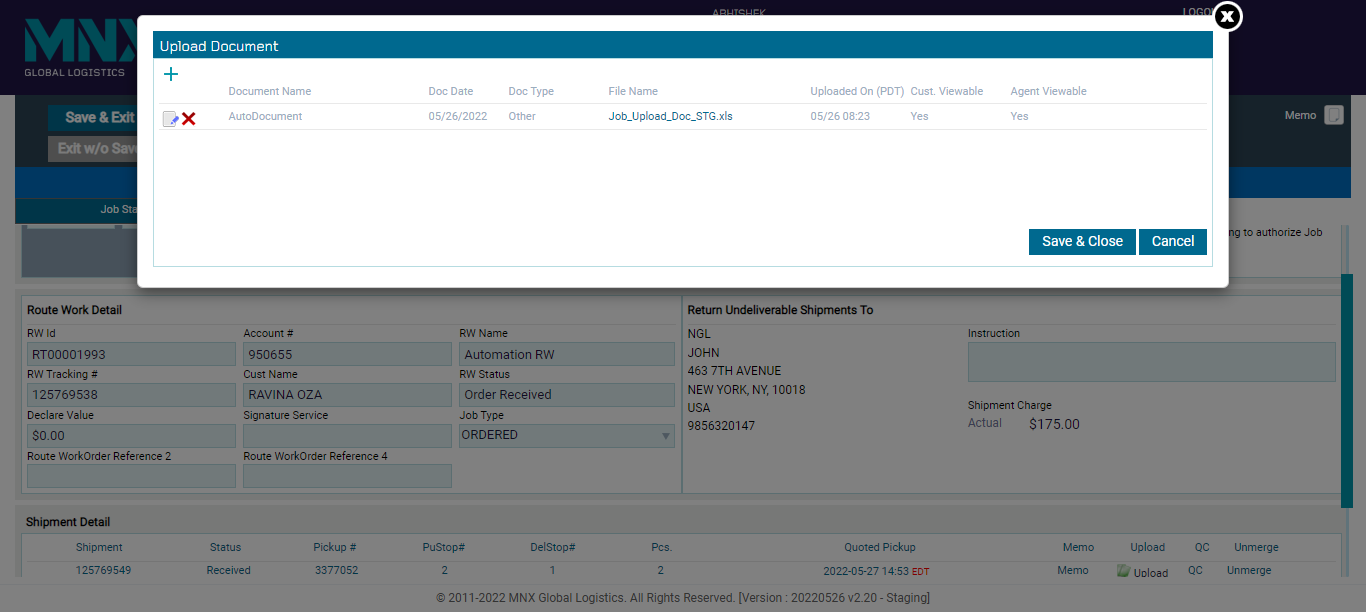 ABHISHEK
MNX
GLOBAL LOGISTICS
Upload Document
Document Name Doc Date Doc Type File Name Uploaded On (PDT) Cust. Viewable Agent Viewable
AutoDocument 05/26/2022 Other Job_Upload_Doc_STG.xls 05/26 08:23 Yes Yes
Save & Close Cancel
Save & Exit
Exit w/o Save
Memo
Job Sta
ng to authorize Job
Route Work Detail
RW Id Account # RW Name
RT00001993 950655 Automation RW
RW Tracking # Cust Name RW Status
125769538 RAVINA OZA Order Received
Declare Value Signature Service Job Type
$0.00 ORDERED
Route WorkOrder Reference 2 Route WorkOrder Reference 4
Return Undeliverable Shipments To
NGL
JOHN
463 7TH AVENUE
NEW YORK, NY, 10018
USA
9856320147
Instruction
Shipment Charge
Actual $175.00
Shipment Detail
Shipment Status Pickup # PuStop# DelStop# Pcs. Quoted Pickup Memo Upload QC Unmerge
125769549 Received 3377052 2 1 2 2022-05-27 14:53 EDT Memo Upload QC Unmerge
© 2011-2022 MNX Global Logistics. All Rights Reserved. [Version : 20220526 v2.20 - Staging]